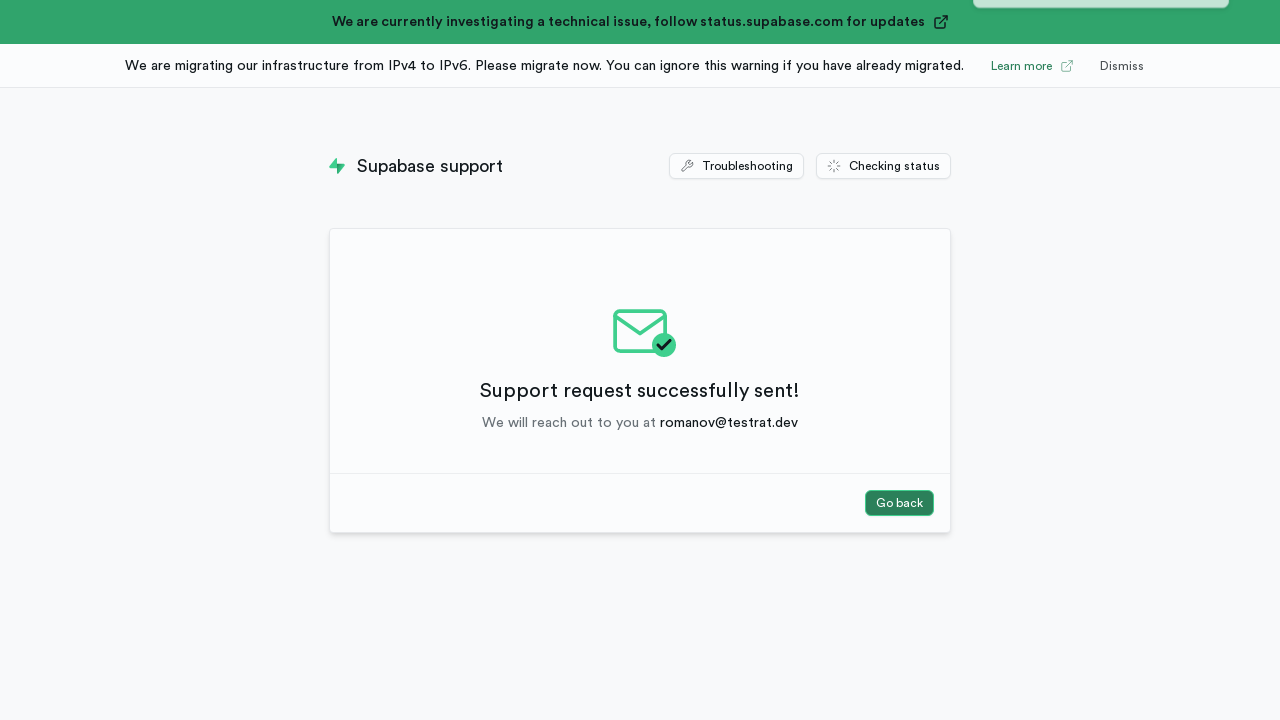 We are currently investigating a technical issue, follow status.supabase.com for updates
We are migrating our infrastructure from IPv4 to IPv6. Please migrate now. You can ignore this warning if you have already migrated. Learn more Dismiss
Supabase support
Troubleshooting
Checking status
Support request successfully sent!
We will reach out to you at romanov@testrat.dev
Go back